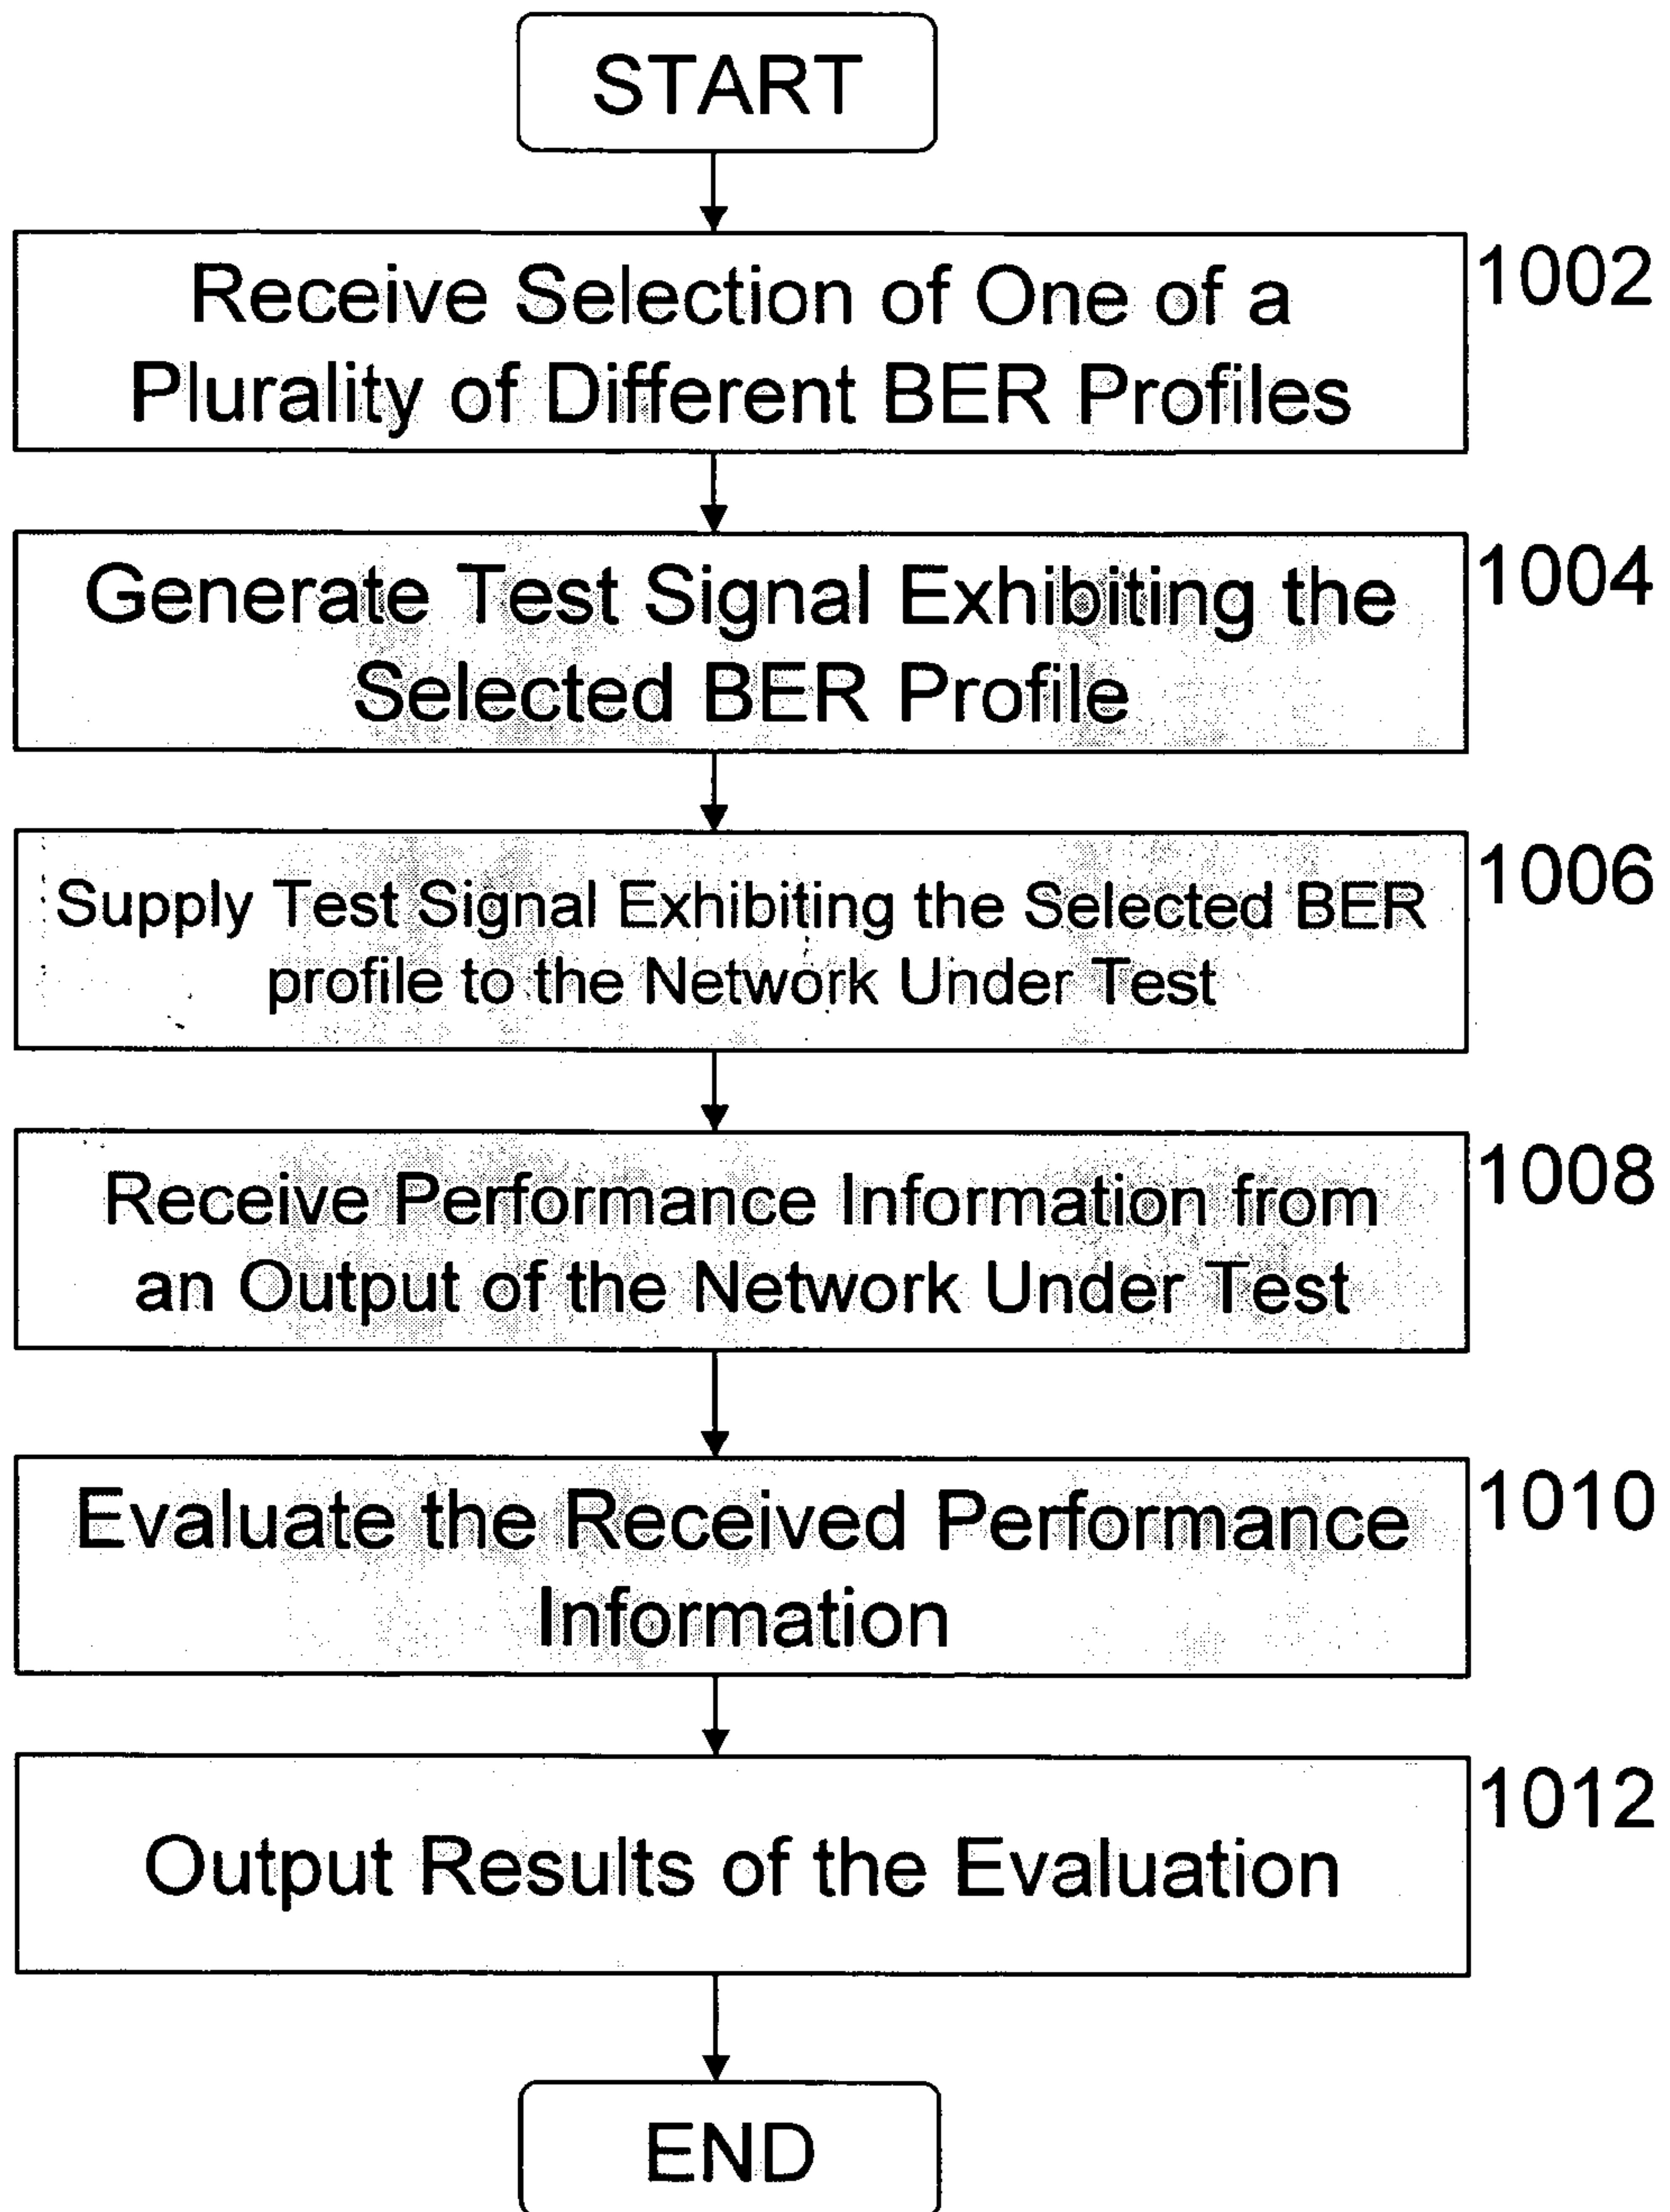 START
Receive Selection of One of a
Plurality of Different BER Profiles
1002
Generate Test Signal Exhibiting the
Selected BER Profile
1004
Supply Test Signal Exhibiting the Selected BER
profile to the Network Under Test
1006
Receive Performance Information from
an Output of the Network Under Test
1008
Evaluate the Received Performance
Information
1010
Output Results of the Evaluation
1012
END